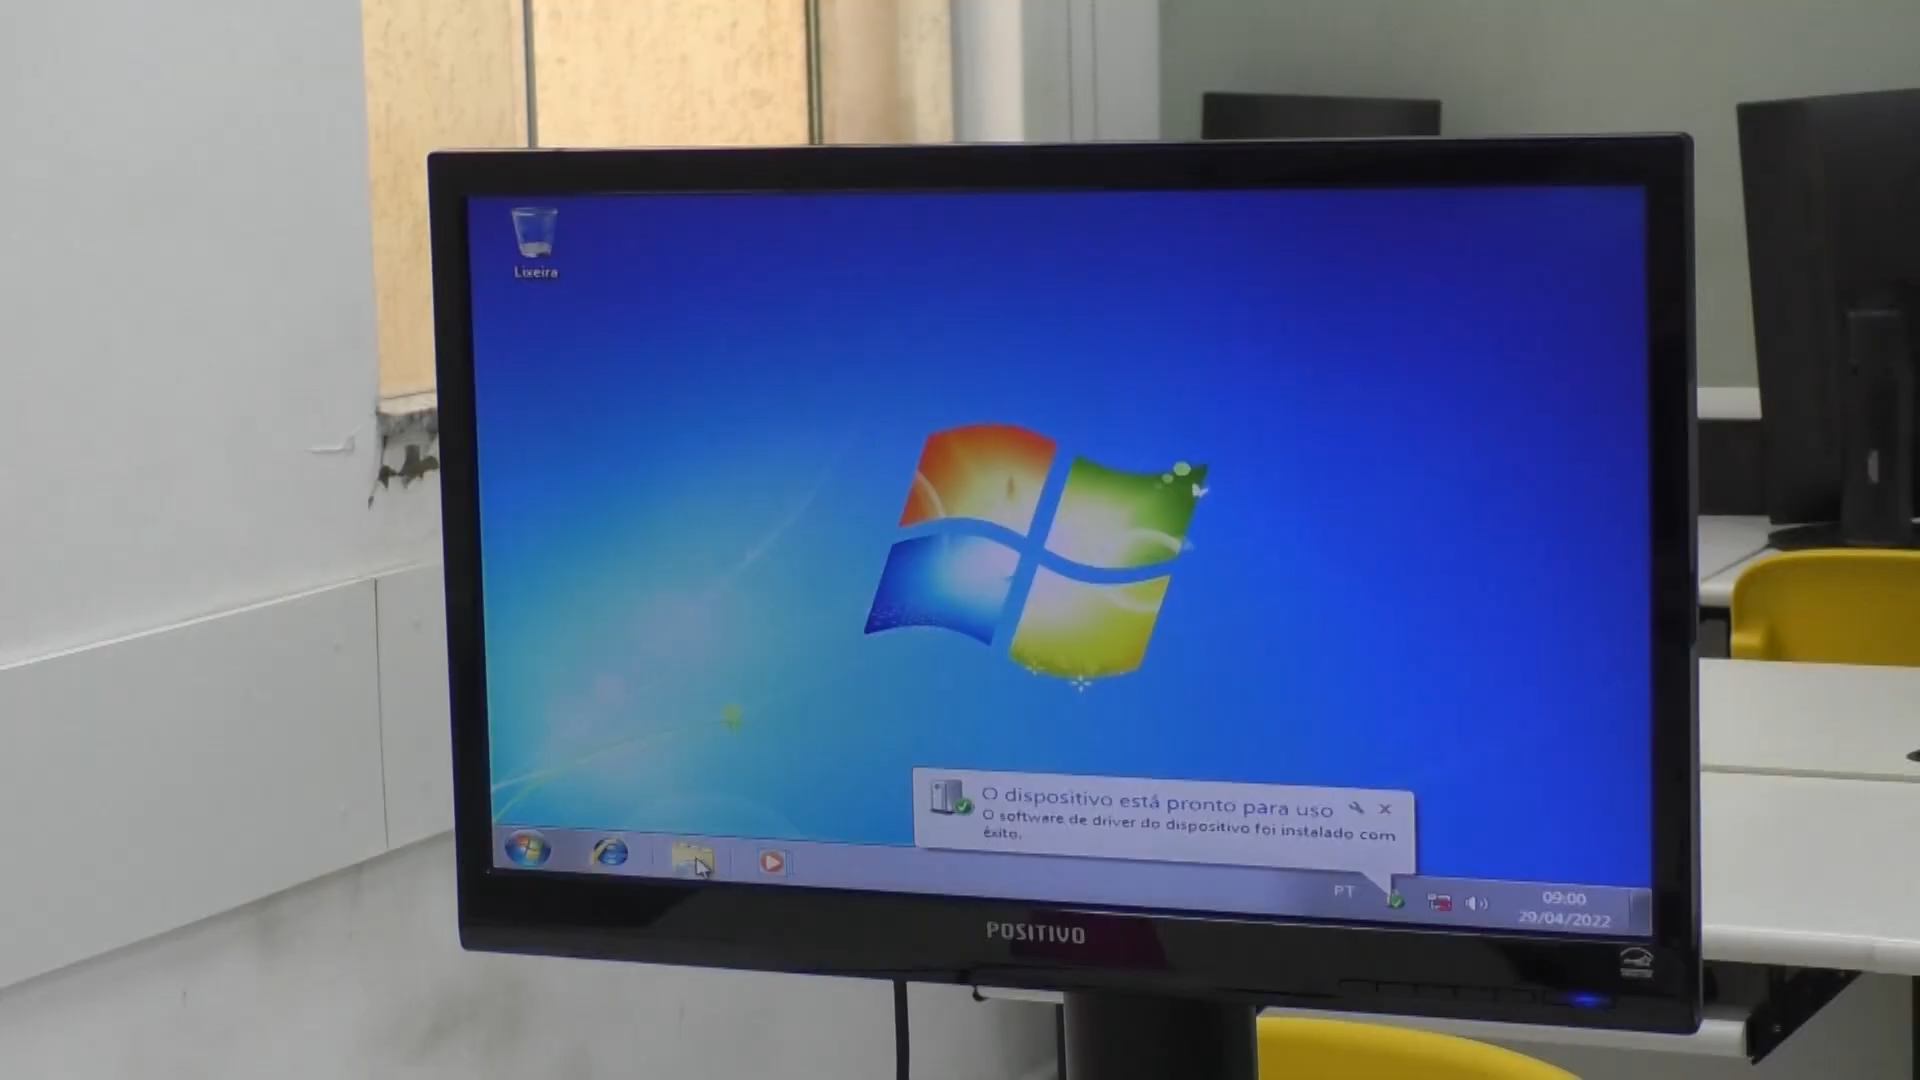 Lixeira
O dispositivo está pronto para uso
O software de driver do dispositivo foi instalado com
êxito.
PT
09:00
29/04/2022
POSITIVO